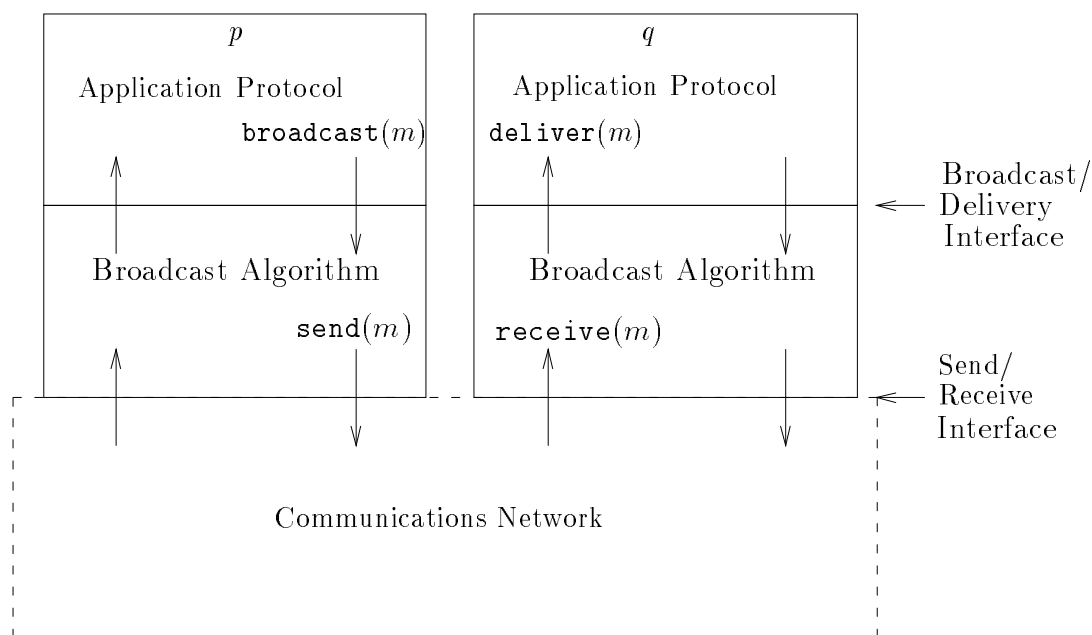 p
Application Protocol
broadcast(m)
q
Application Protocol
deliver(m)
Broadcast/
Delivery
Interface
Broadcast Algorithm
send(m)
Broadcast Algorithm
receive(m)
Send/
Receive
Interface
Communications Network